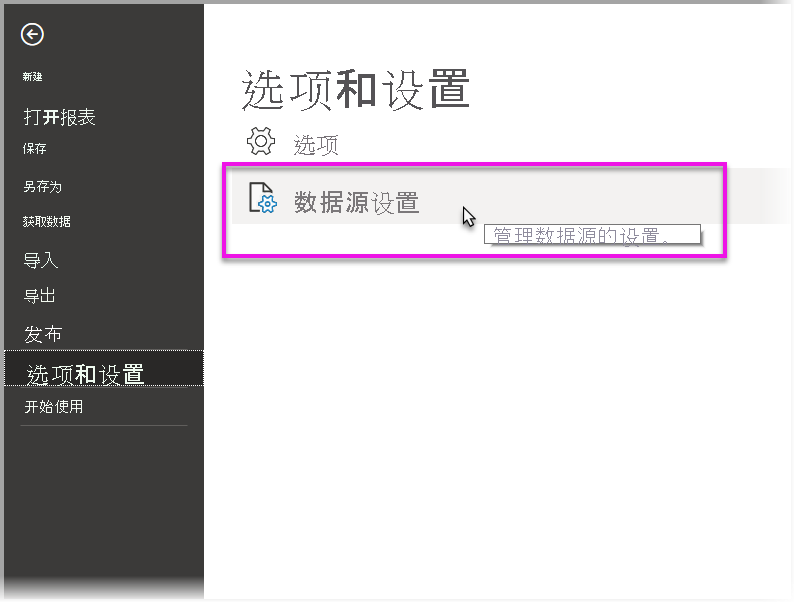 新建
打开报表
保存
另存为
获取数据
导入
导出
发布
选项和设置
开始使用
选项和设置
选项
数据源设置
管理数据源的设置。